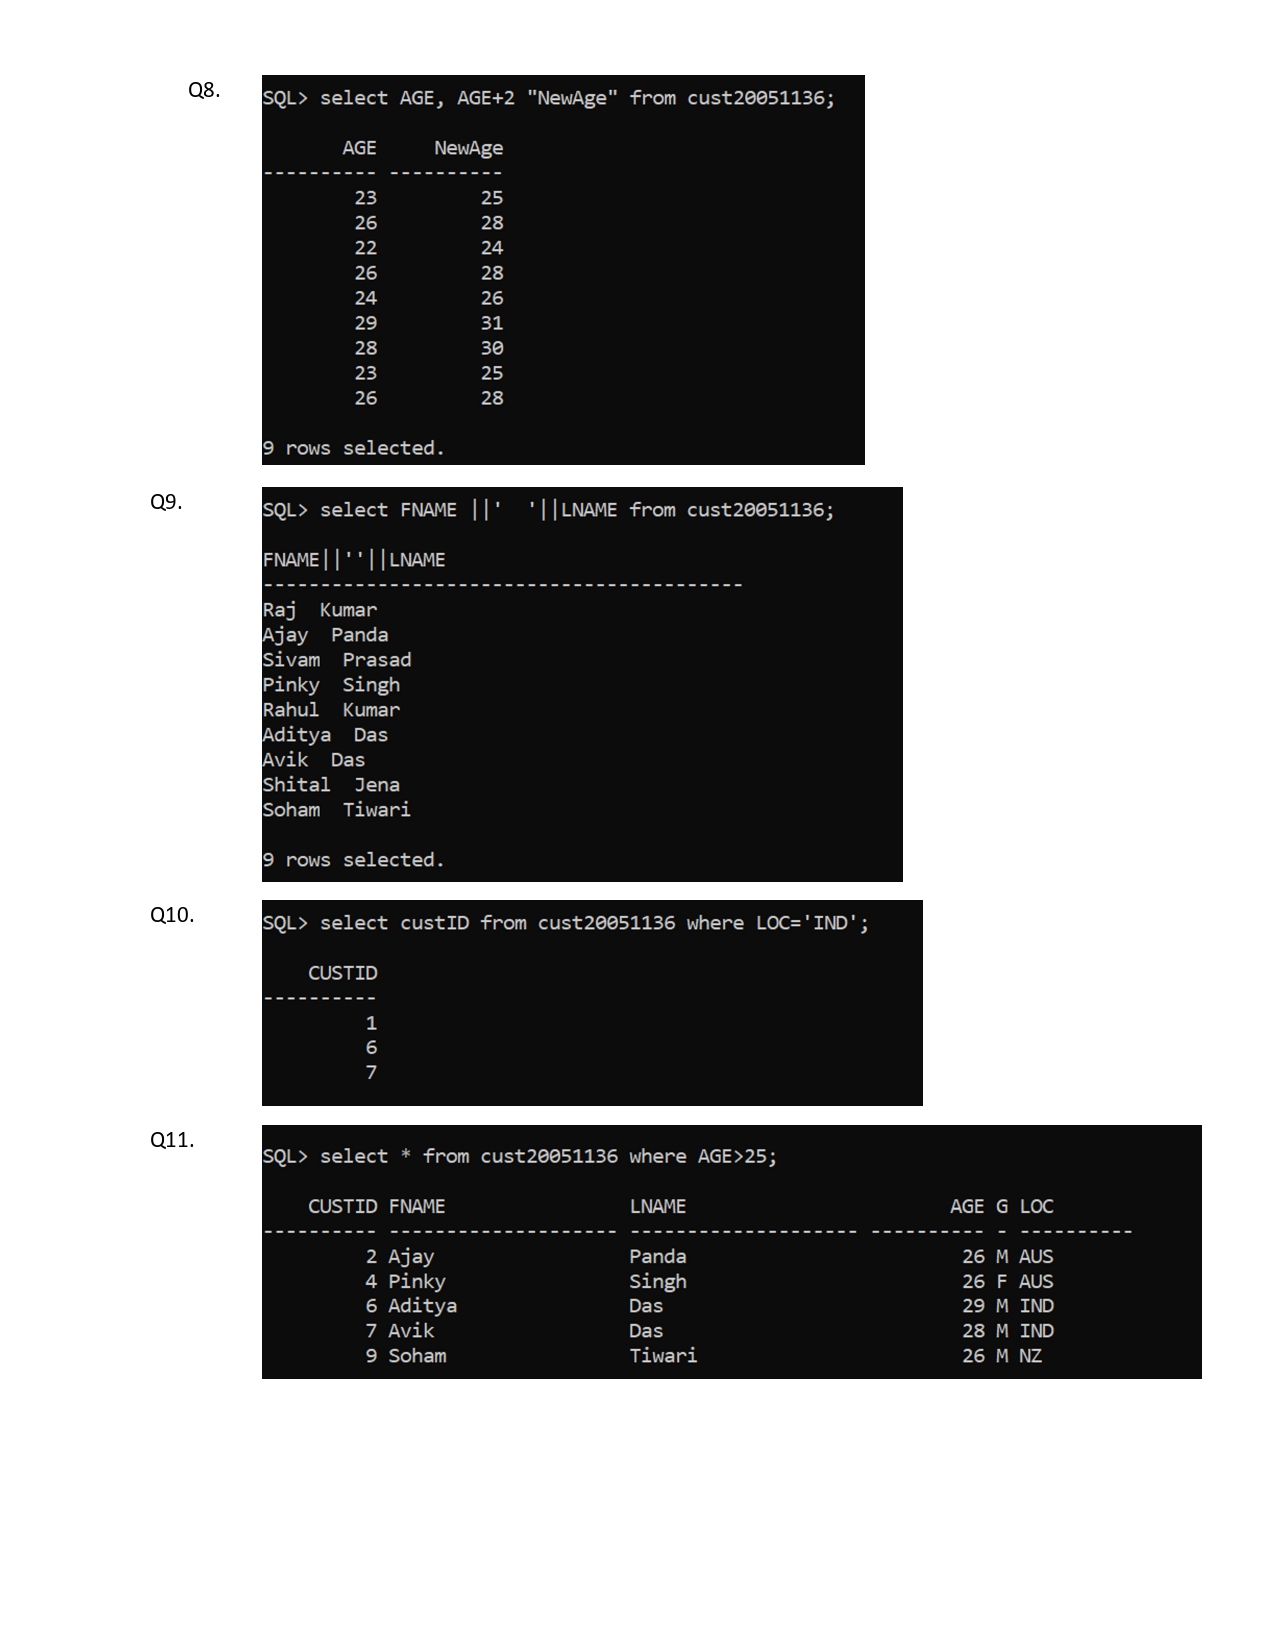 Q8.
SQL> select AGE, AGE+2 "NewAge" from cust20051136;
       AGE     NewAge
---------- ----------
        23         25
        26         28
        22         24
        26         28
        24         26
        29         31
        28         30
        23         25
        26         28
9 rows selected.
Q9.
SQL> select FNAME ||'  '||LNAME from cust20051136;
FNAME||''||LNAME
------------------------------------------
Raj  Kumar
Ajay  Panda
Sivam  Prasad
Pinky  Singh
Rahul  Kumar
Aditya  Das
Avik  Das
Shital  Jena
Soham  Tiwari
9 rows selected.
Q10.
SQL> select custID from cust20051136 where LOC='IND';
    CUSTID
----------
         1
         6
         7
Q11.
SQL> select * from cust20051136 where AGE>25;
    CUSTID FNAME                LNAME                       AGE G LOC
---------- -------------------- -------------------- ---------- - ----------
         2 Ajay                 Panda                        26 M AUS
         4 Pinky                Singh                        26 F AUS
         6 Aditya               Das                          29 M IND
         7 Avik                 Das                          28 M IND
         9 Soham                Tiwari                       26 M NZ